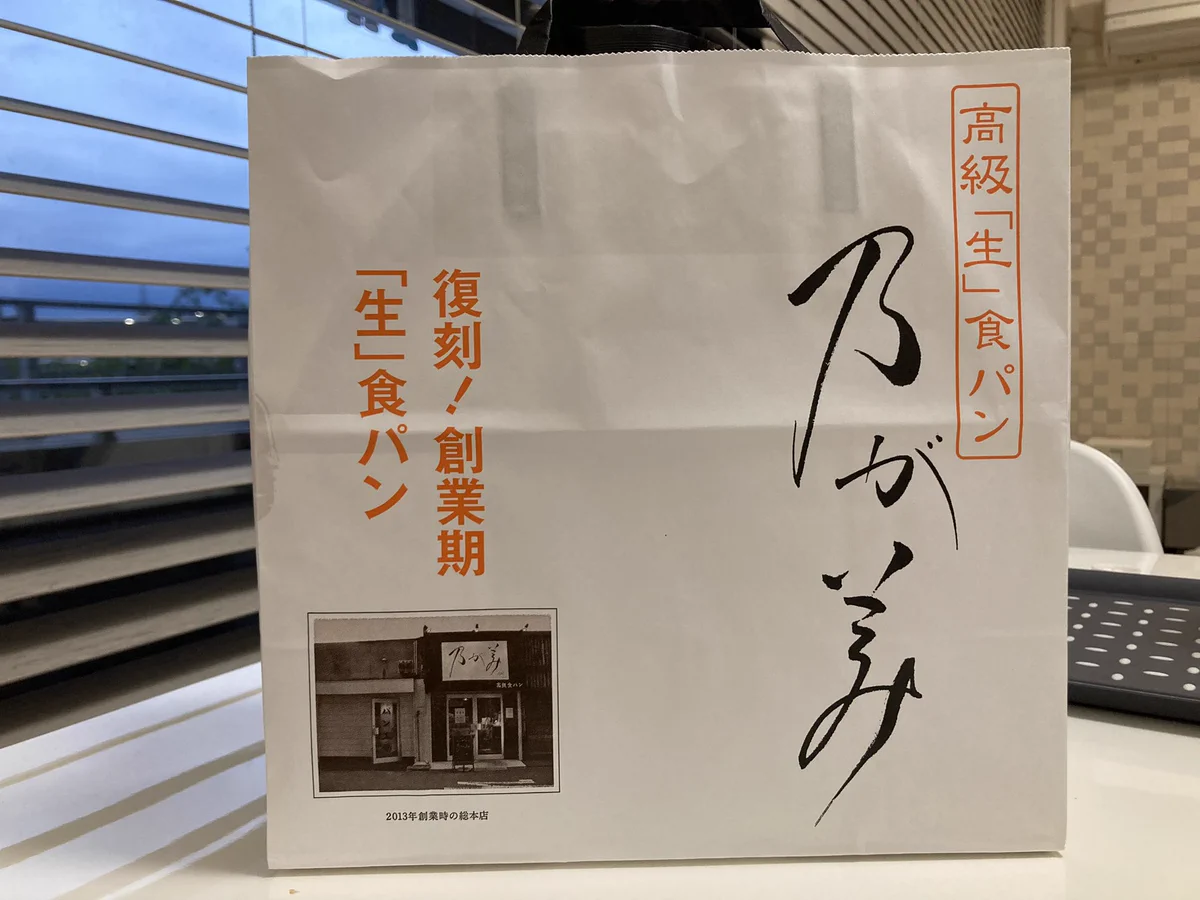 高級「生」食パン
乃が美
復刻！創業期
「生」食パン
乃が美
高級食パン
2013年創業時の総本店